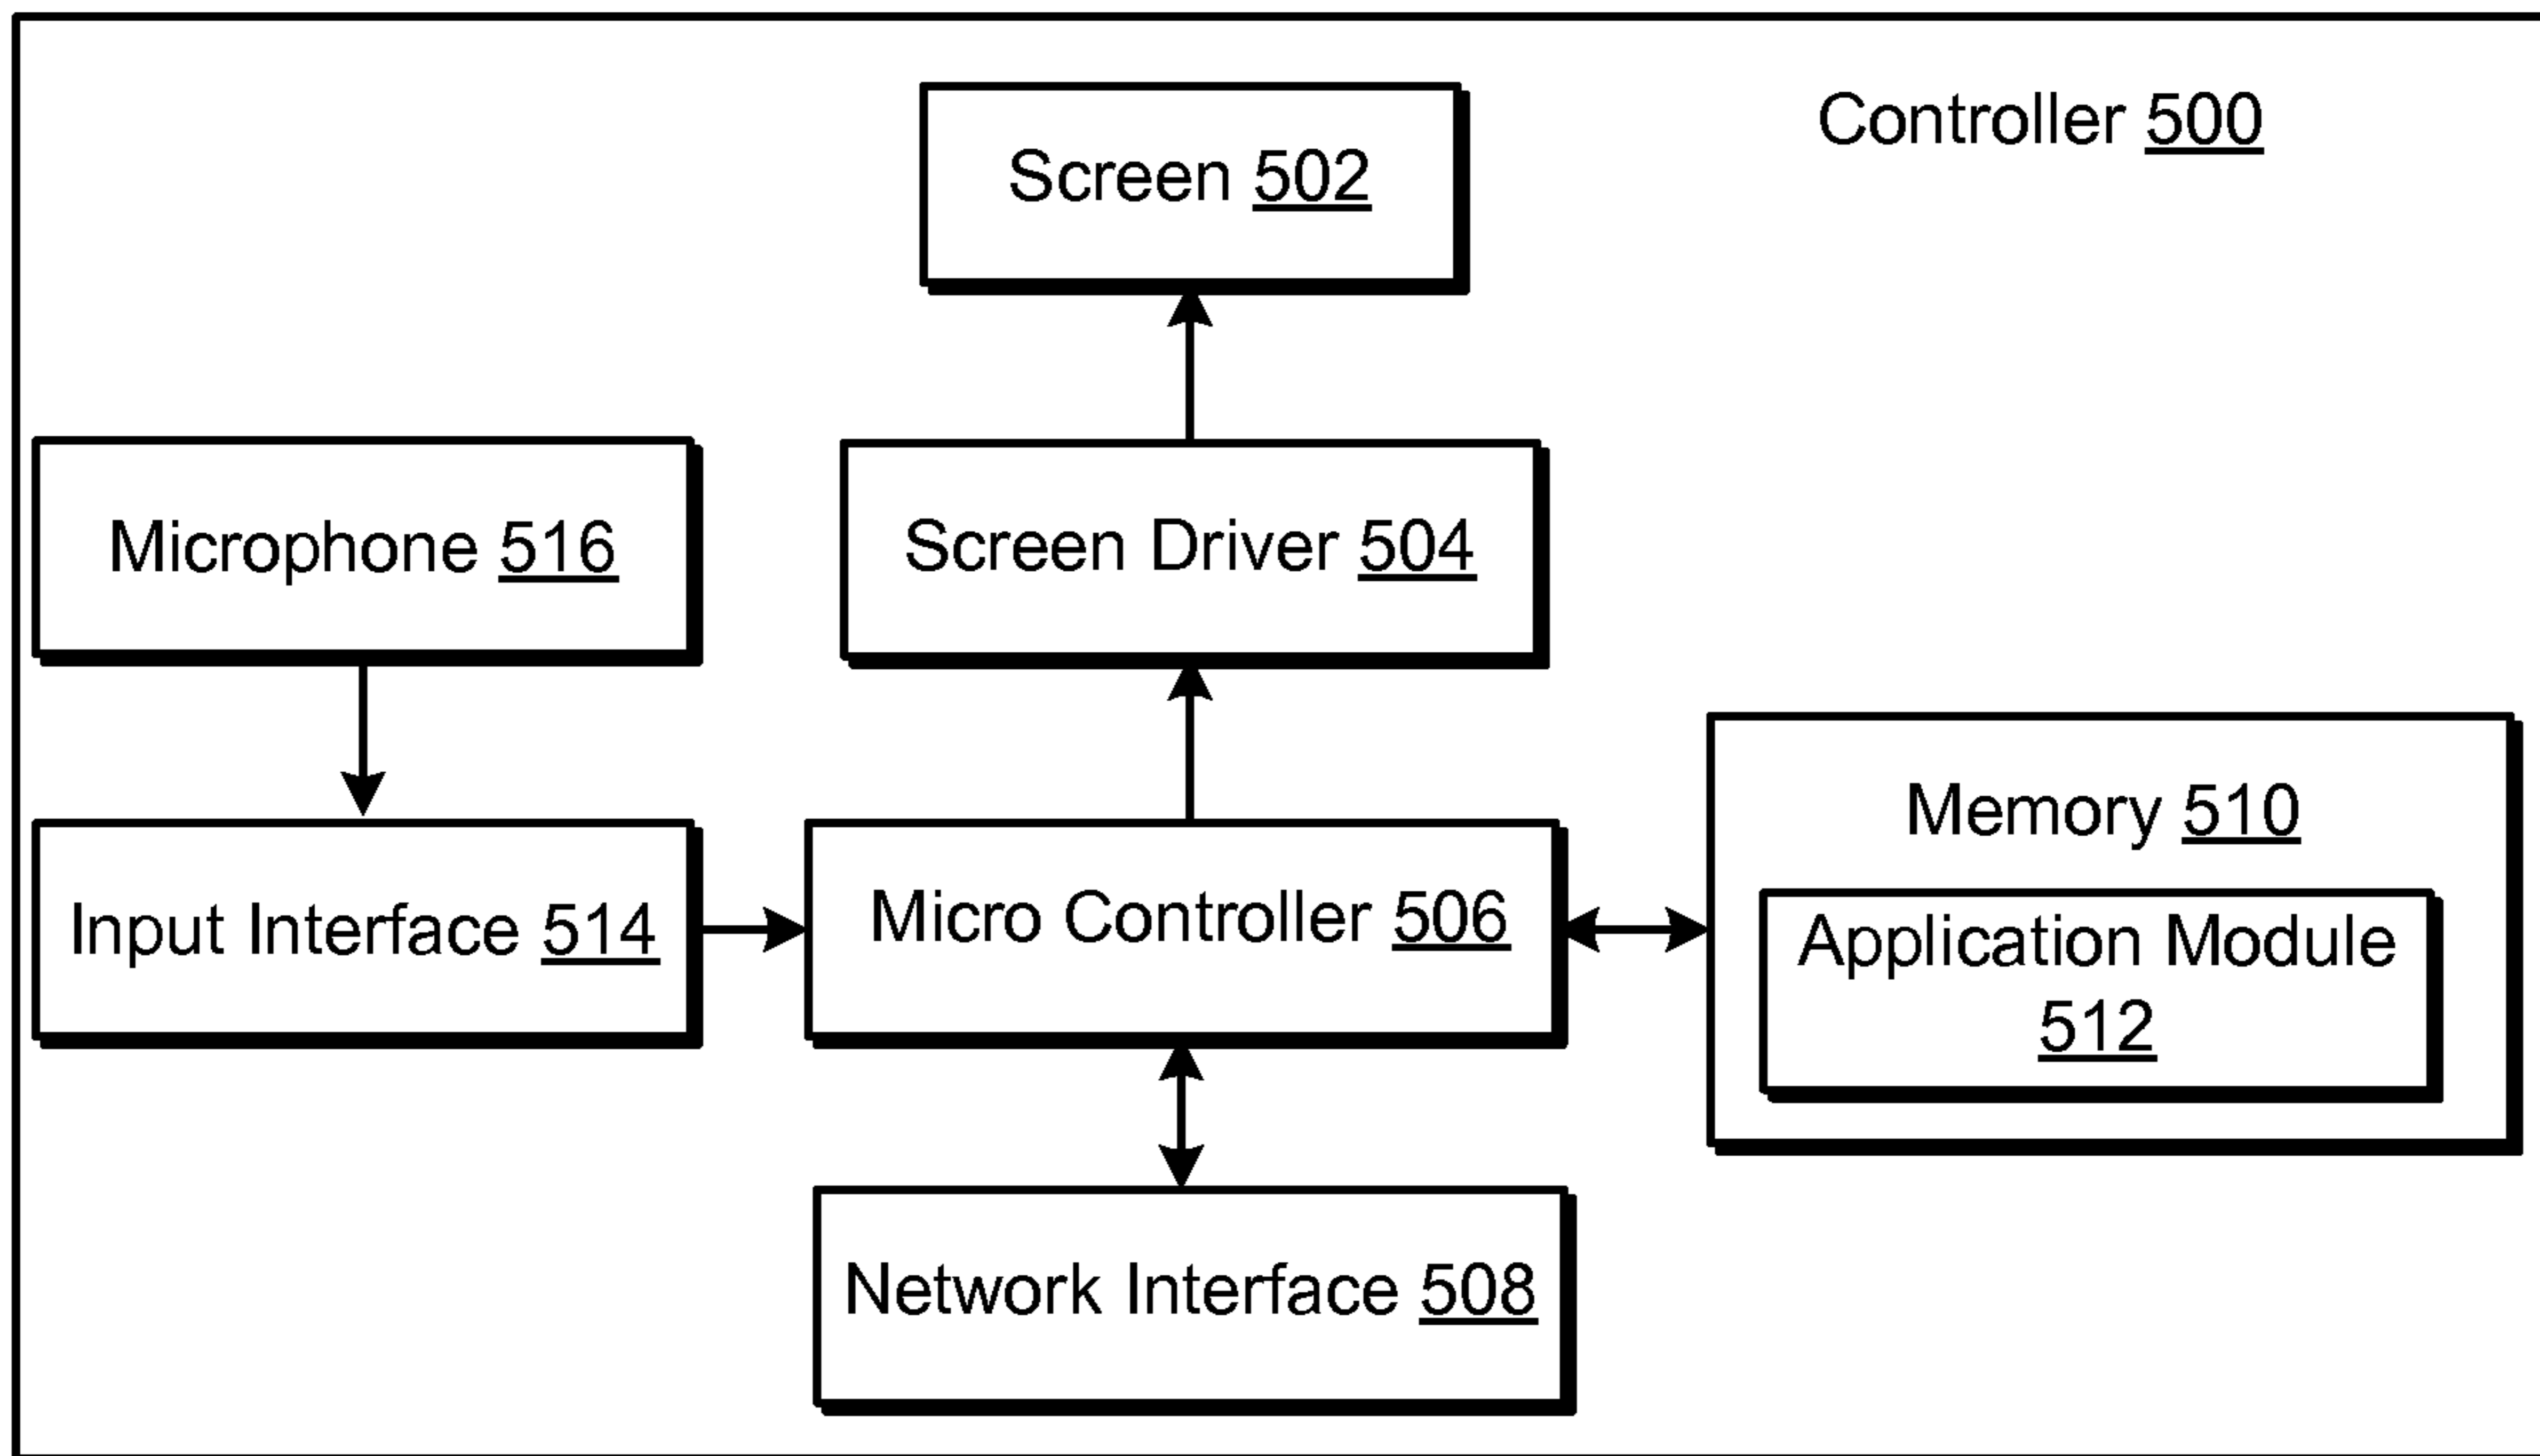 Controller 500
Screen 502
Microphone 516
Screen Driver 504
Memory 510
Input Interface 514
Micro Controller 506
Application Module
512
Network Interface 508